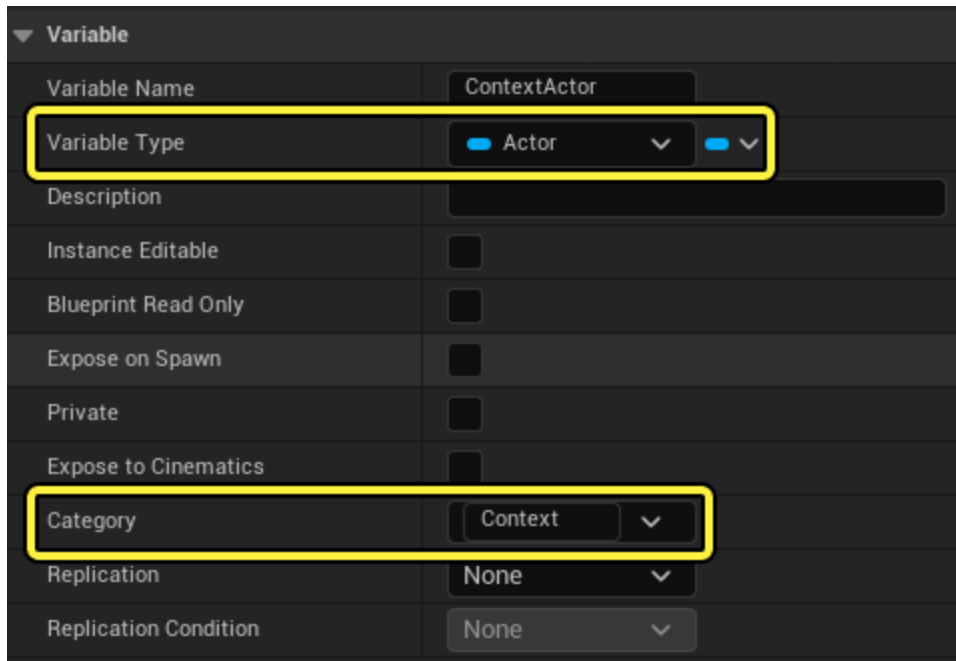 Variable
Variable Name ContextActor
Variable Type Actor
Description
Instance Editable
Blueprint Read Only
Expose on Spawn
Private
Expose to Cinematics
Category Context
Replication None
Replication Condition None